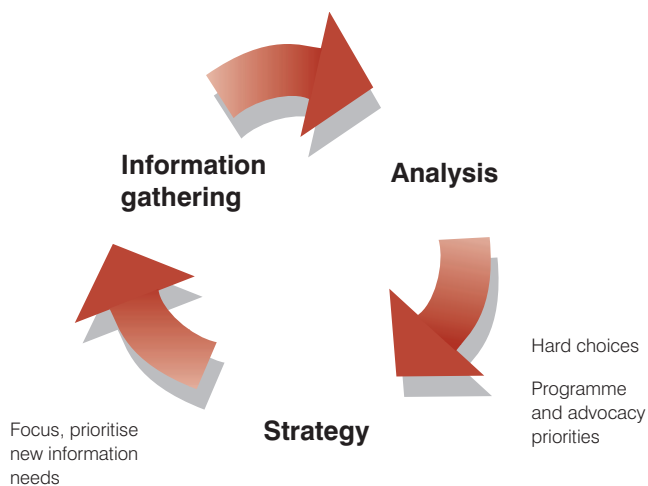 Information
gathering
Analysis
Hard choices
Programme
and advocacy
priorities
Strategy
Focus, prioritise
new information
needs